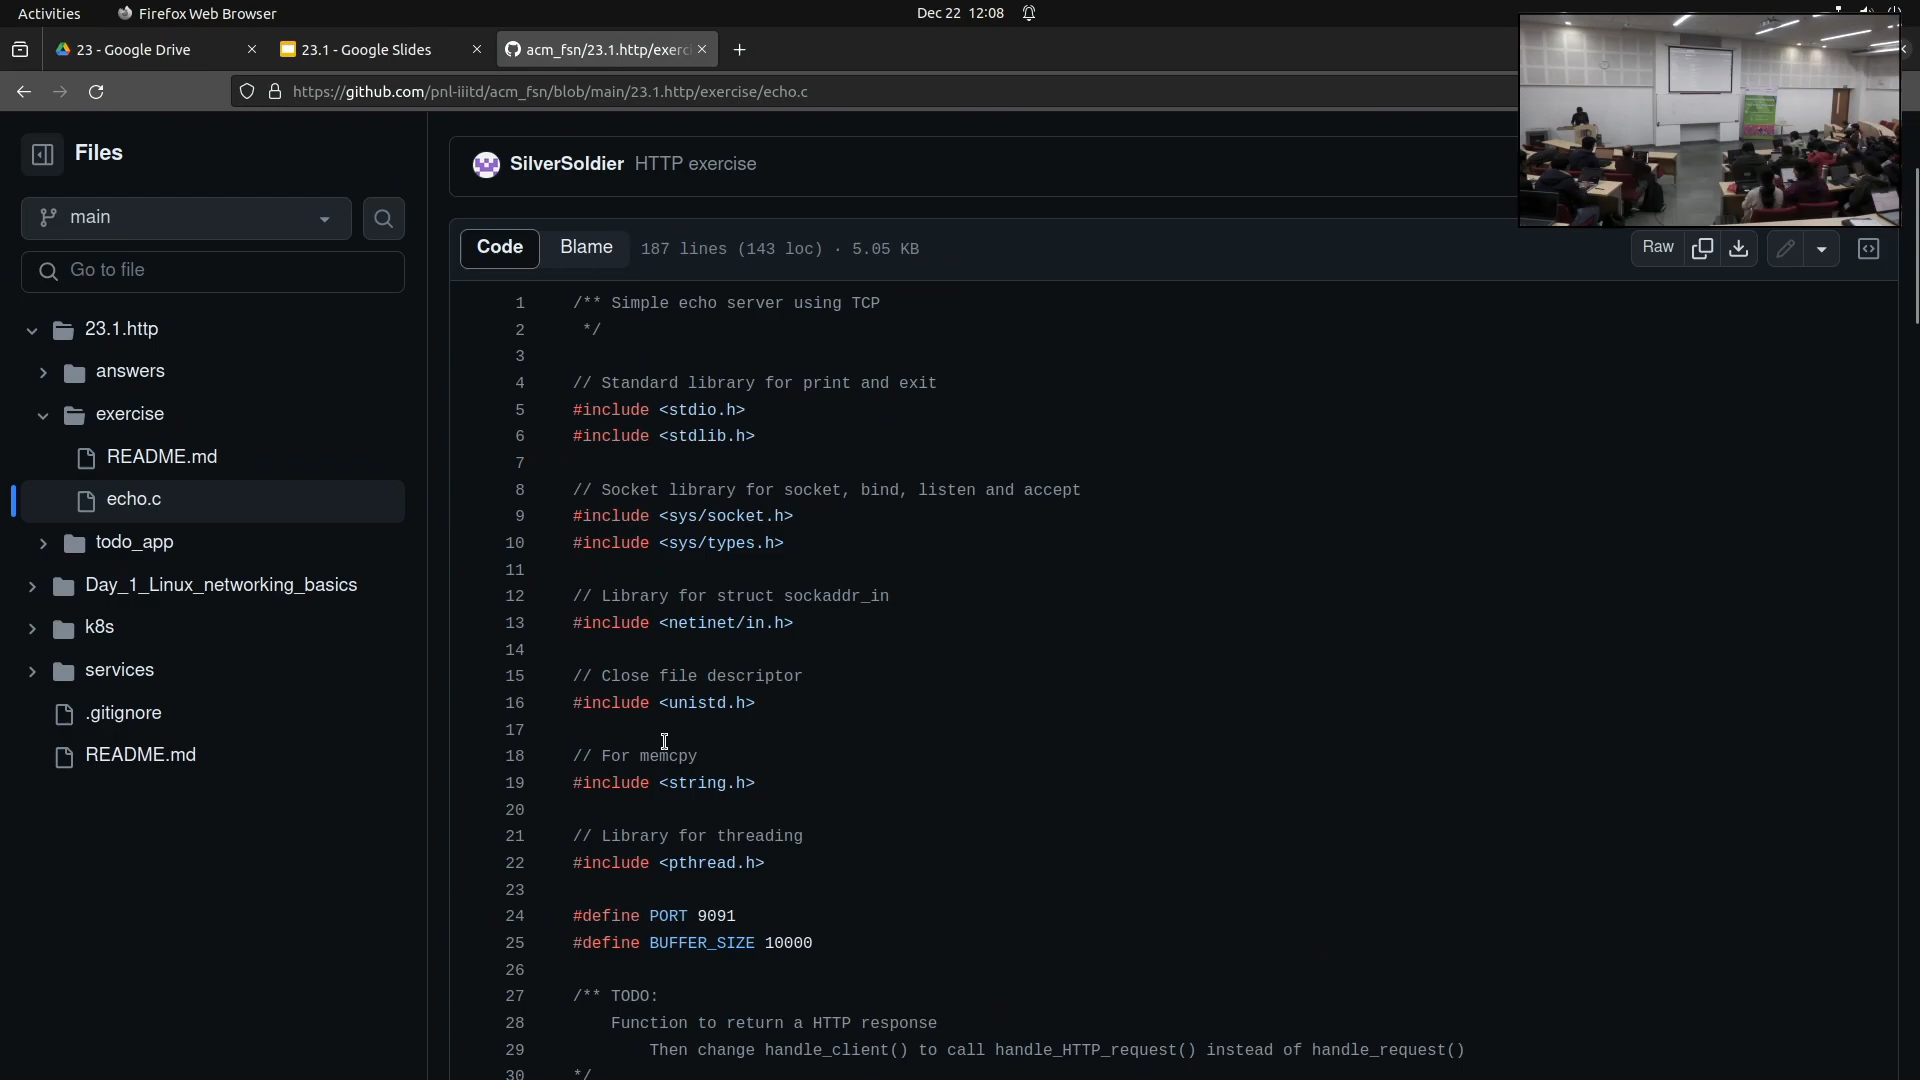 Activities
Firefox Web Browser
Dec 22 12:08
23 - Google Drive
23.1 - Google Slides
acm_fsn/23.1.http/exerci
https://github.com/pnl-iiitd/acm_fsn/blob/main/23.1.http/exercise/echo.c
Files
main
Go to file
23.1.http
answers
exercise
README.md
echo.c
todo_app
Day_1_Linux_networking_basics
k8s
services
.gitignore
README.md
SilverSoldier HTTP exercise
Code Blame 187 lines (143 loc) · 5.05 KB
Raw
1 /** Simple echo server using TCP
2 */
3
4 // Standard library for print and exit
5 #include <stdio.h>
6 #include <stdlib.h>
7
8 // Socket library for socket, bind, listen and accept
9 #include <sys/socket.h>
10 #include <sys/types.h>
11
12 // Library for struct sockaddr_in
13 #include <netinet/in.h>
14
15 // Close file descriptor
16 #include <unistd.h>
17
18 // For memcpy
19 #include <string.h>
20
21 // Library for threading
22 #include <pthread.h>
23
24 #define PORT 9091
25 #define BUFFER_SIZE 10000
26
27 /** TODO:
28 Function to return a HTTP response
29 Then change handle_client() to call handle_HTTP_request() instead of handle_request()
30 */